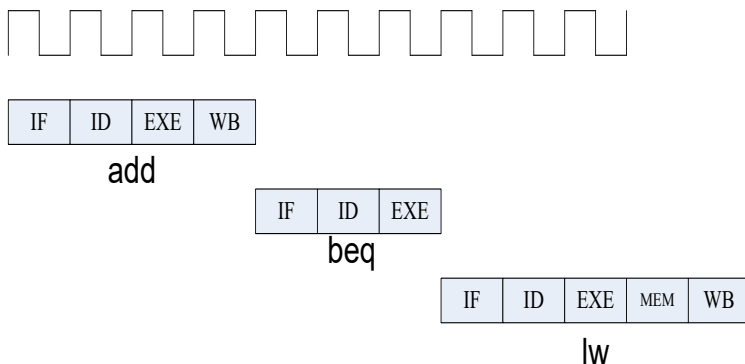 IF ID EXE WB
add
IF ID EXE
beq
IF ID EXE MEM WB
lw